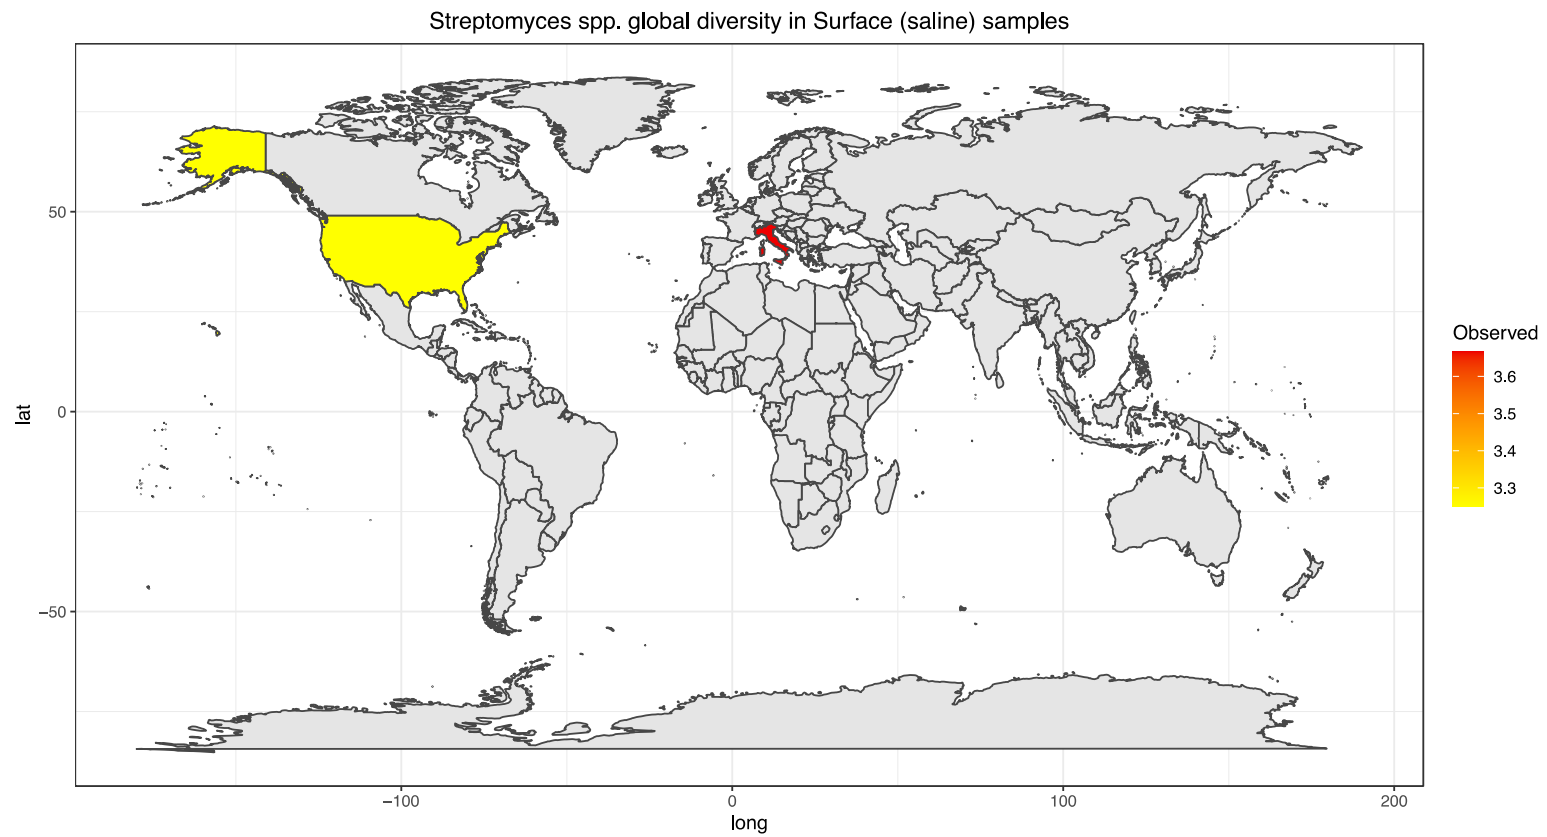 Streptomyces spp. global diversity in Surface (saline) samples
lat
50
0
−50
−100
0
100
200
long
Observed
3.6
3.5
3.4
3.3